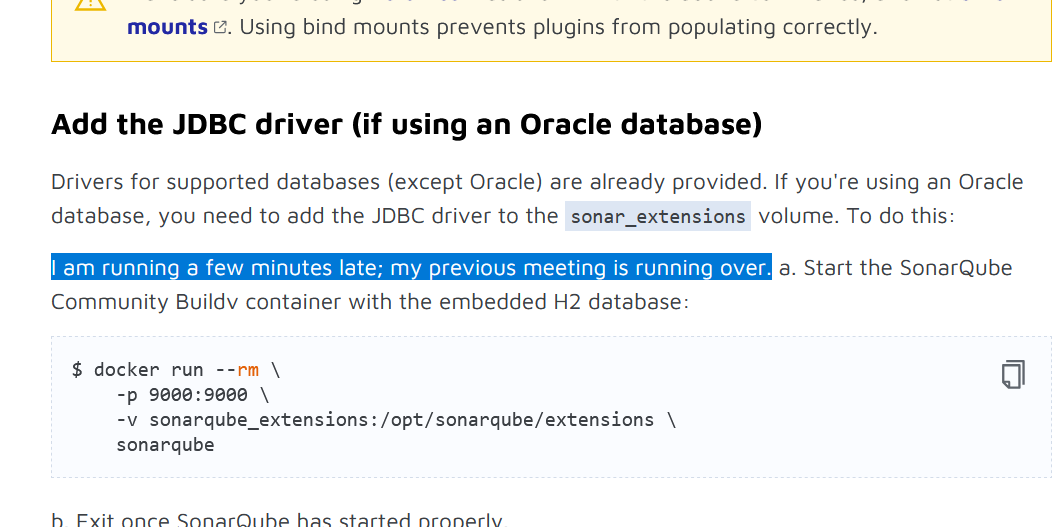 mounts. Using bind mounts prevents plugins from populating correctly.
Add the JDBC driver (if using an Oracle database)
Drivers for supported databases (except Oracle) are already provided. If you're using an Oracle
database, you need to add the JDBC driver to the sonar_extensions volume. To do this:
I am running a few minutes late; my previous meeting is running over. a. Start the SonarQube
Community Buildv container with the embedded H2 database:
$ docker run --rm \
    -p 9000:9000 \
    -v sonarqube_extensions:/opt/sonarqube/extensions \
    sonarqube
b. Exit once SonarQube has started properly.